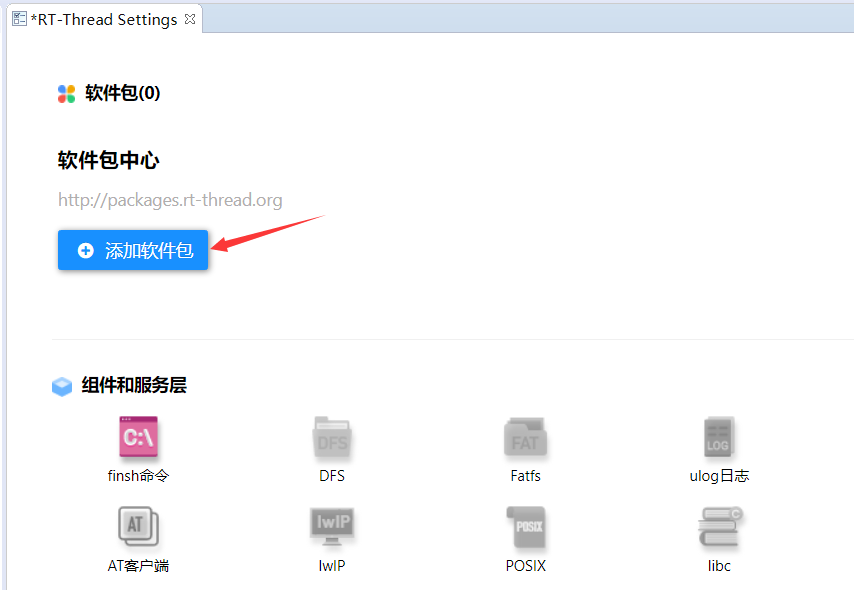 *RT-Thread Settings
软件包(0)
软件包中心
http://packages.rt-thread.org
添加软件包
组件和服务层
C:\
DFS
FAT
LOG
finsh命令
DFS
Fatfs
ulog日志
AT
lwIP
POSIX
C
AT客户端
lwIP
POSIX
libc